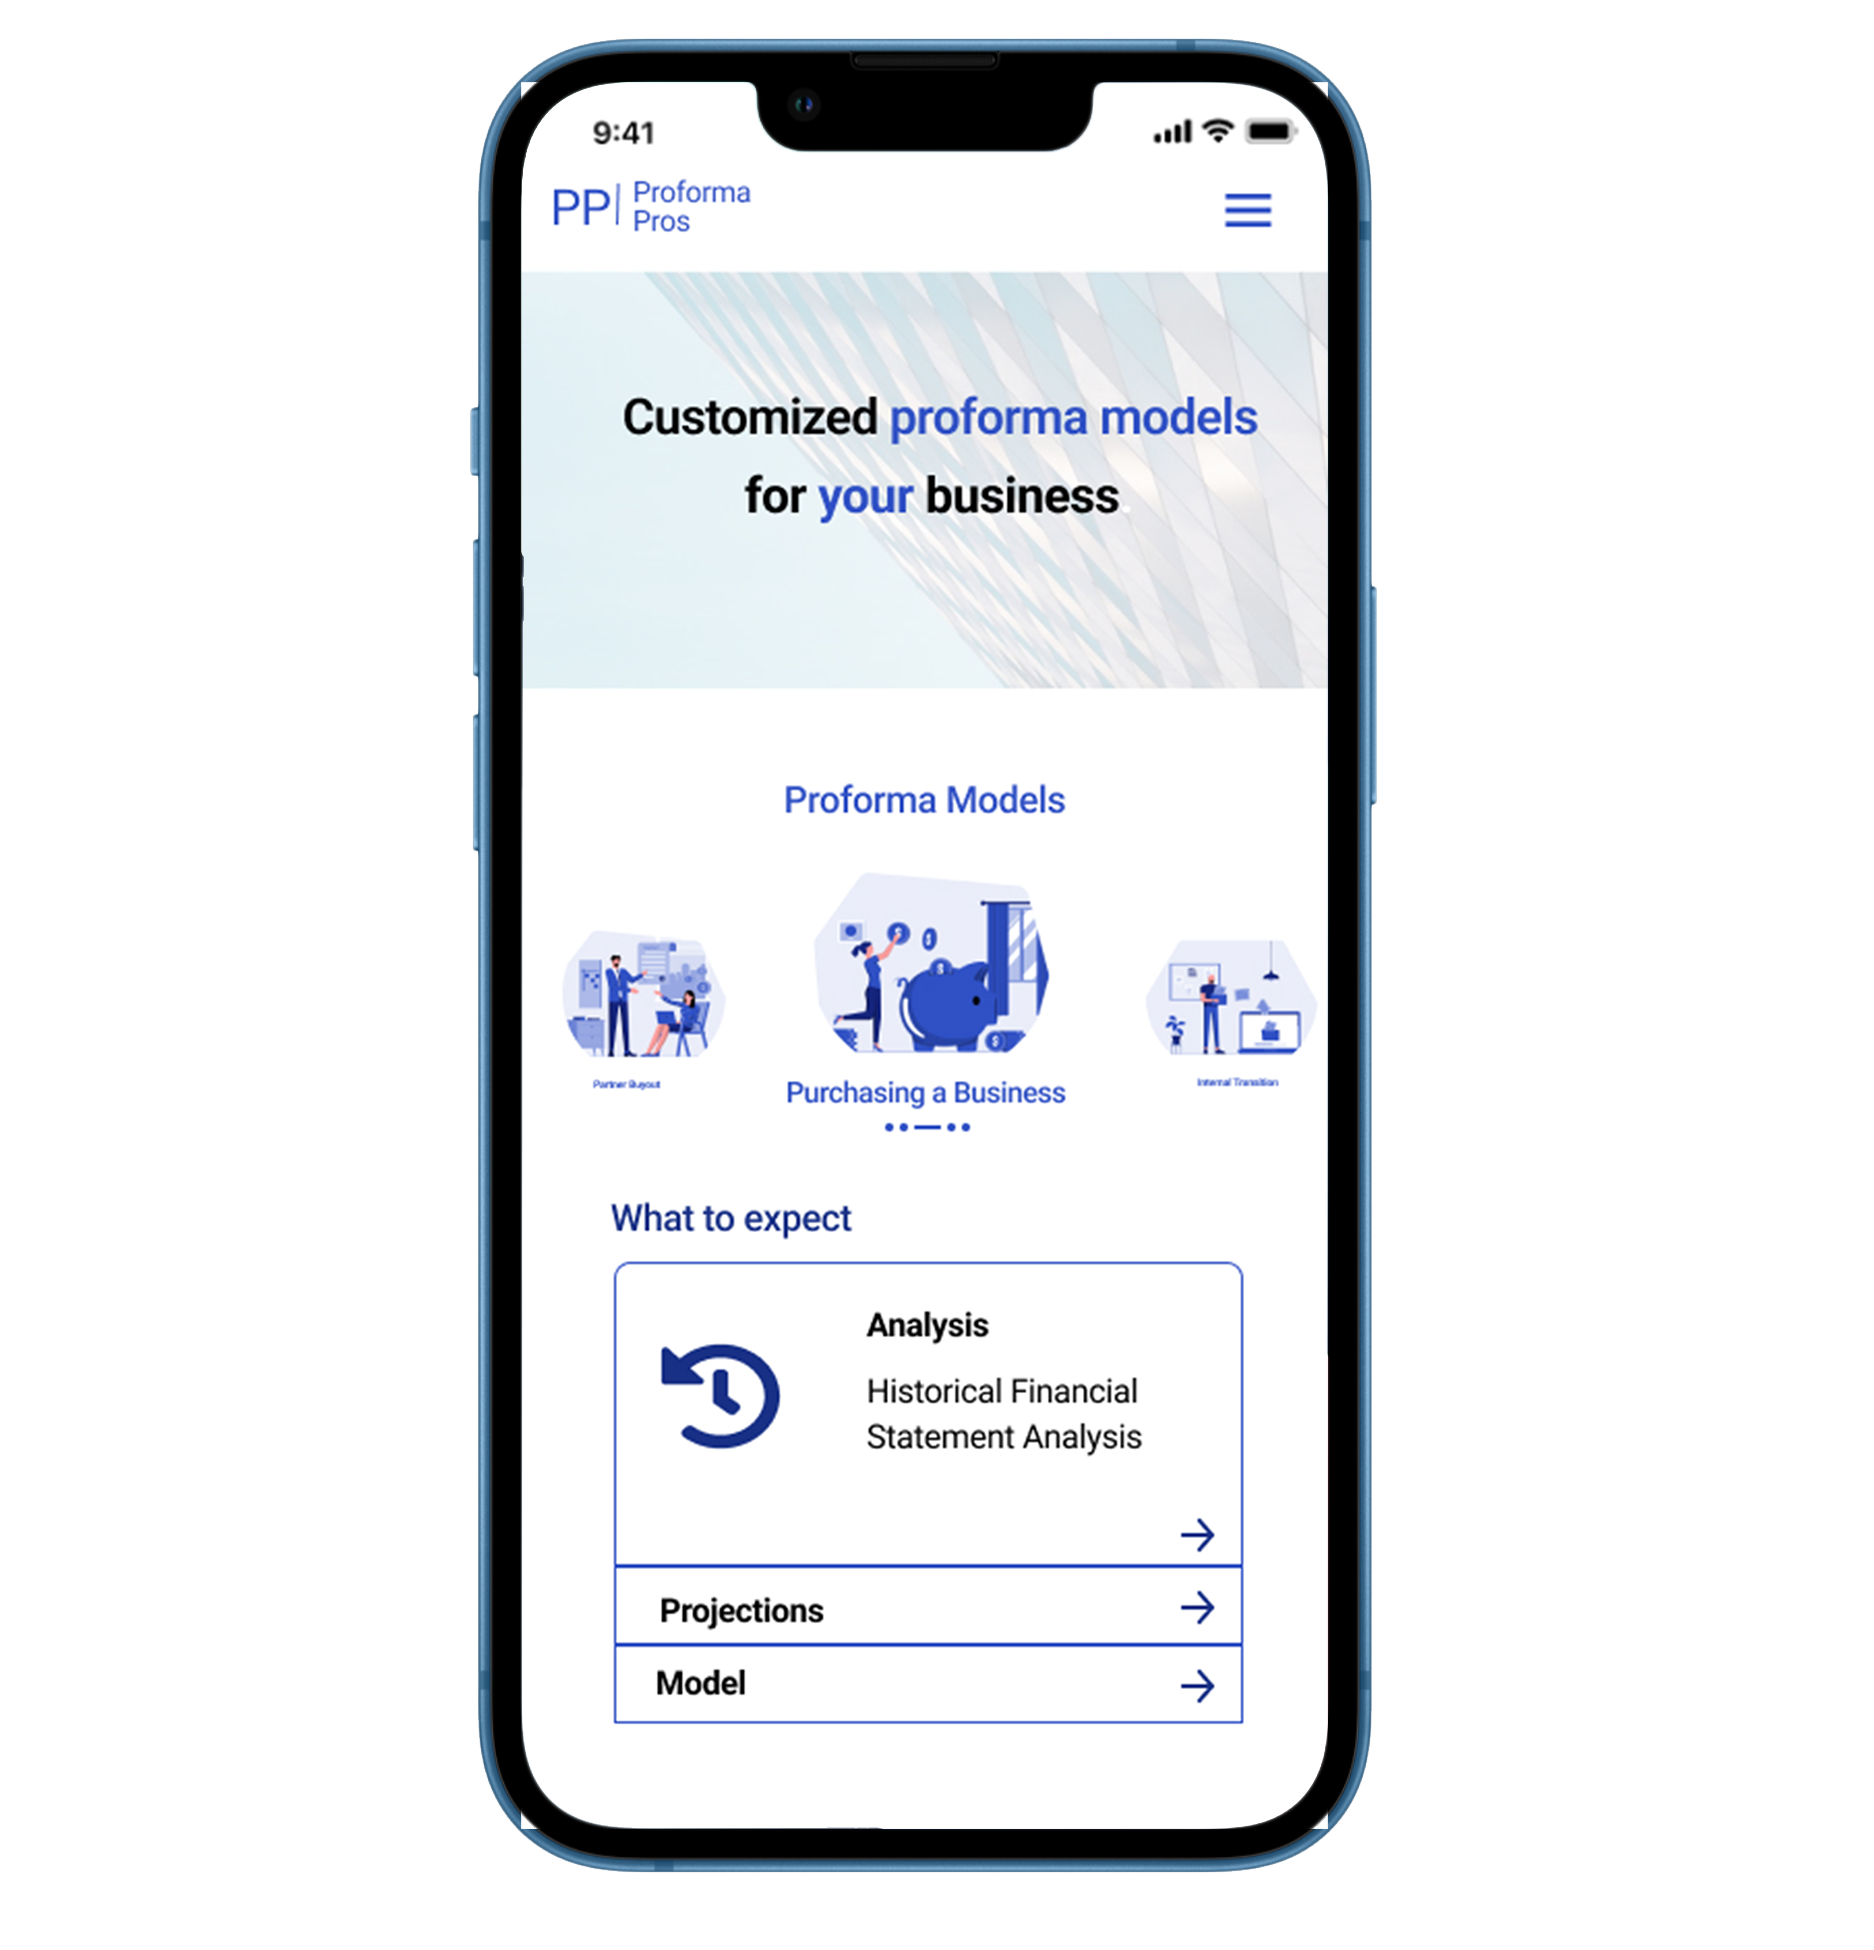 9:41
PP| Proforma
Pros
Customized proforma models
for your business.
Proforma Models
Partner Buyout
Purchasing a Business
Internal Transition
What to expect
Analysis
Historical Financial
Statement Analysis
Projections
Model